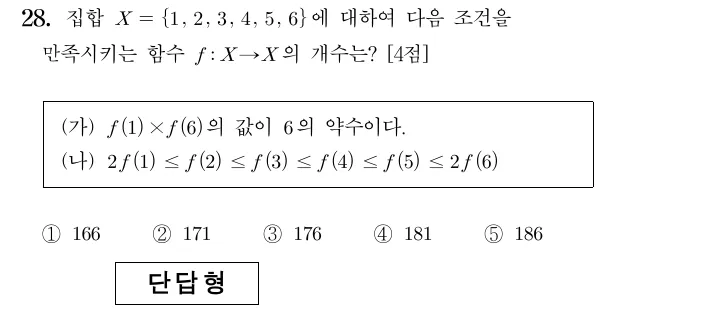 28. 집합 X = {1, 2, 3, 4, 5, 6}에 대하여 다음 조건을
만족시키는 함수 f : X→X의 개수는? [4점]
(가) f(1)×f(6)의 값이 6의 약수이다.
(나) 2f(1) ≤ f(2) ≤ f(3) ≤ f(4) ≤ f(5) ≤ 2f(6)
① 166 ② 171 ③ 176 ④ 181 ⑤ 186
단답형